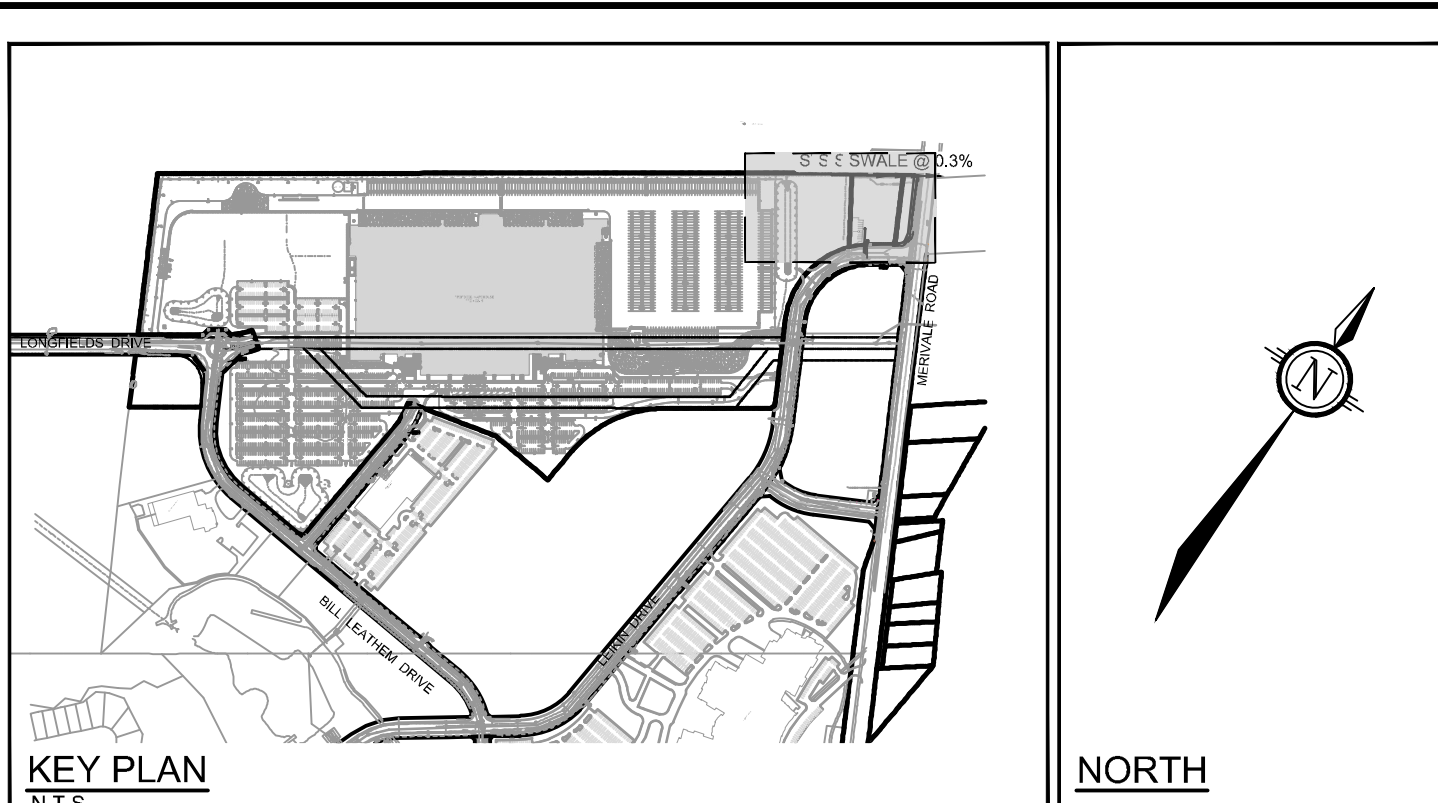 S S S SWALE @ 0.3%
LONGFIELDS DRIVE
MERIVALE ROAD
BILL LEATHEM DRIVE
LEIKIN DRIVE
N
KEY PLAN
N.T.S.
NORTH